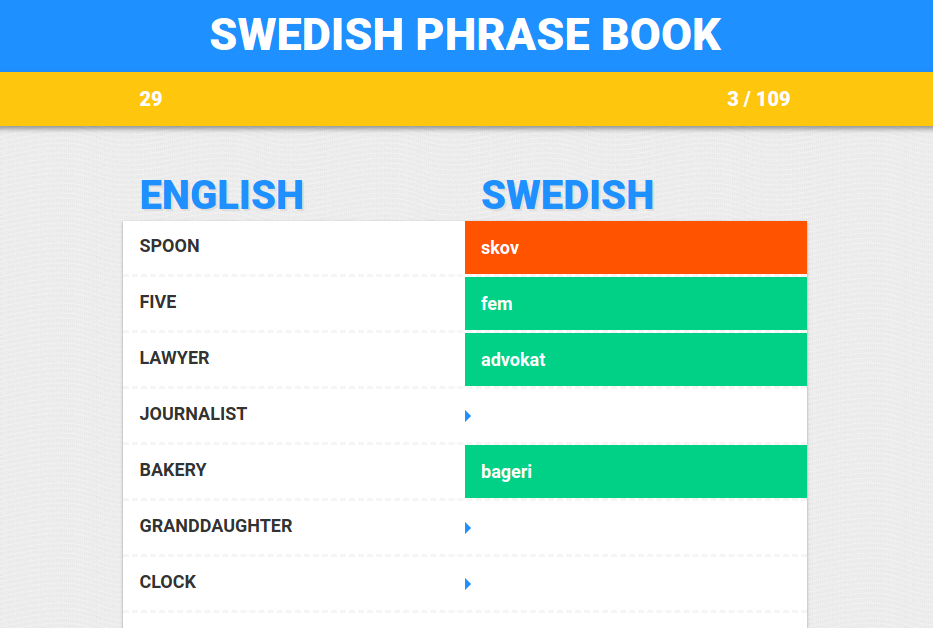 SWEDISH PHRASE BOOK
29 3 / 109
ENGLISH SWEDISH
SPOON skov
FIVE fem
LAWYER advokat
JOURNALIST
BAKERY bageri
GRANDDAUGHTER
CLOCK